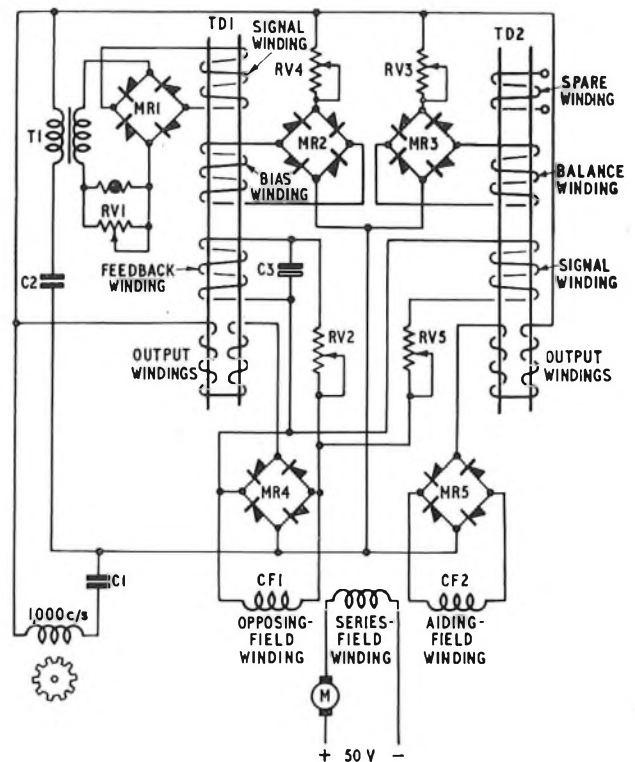 TD1
SIGNAL
WINDING
RV4
RV3
TD2
MR1
T1
SPARE
WINDING
MR2
MR3
BIAS
WINDING
BALANCE
WINDING
RV1
C2
FEEDBACK
WINDING
C3
SIGNAL
WINDING
RV2
RV5
OUTPUT
WINDINGS
OUTPUT
WINDINGS
MR4
MR5
C1
1,000 c/s
CF1
OPPOSING-
FIELD
WINDING
SERIES-
FIELD
WINDING
CF2
AIDING-
FIELD
WINDING
M
+ 50 V −